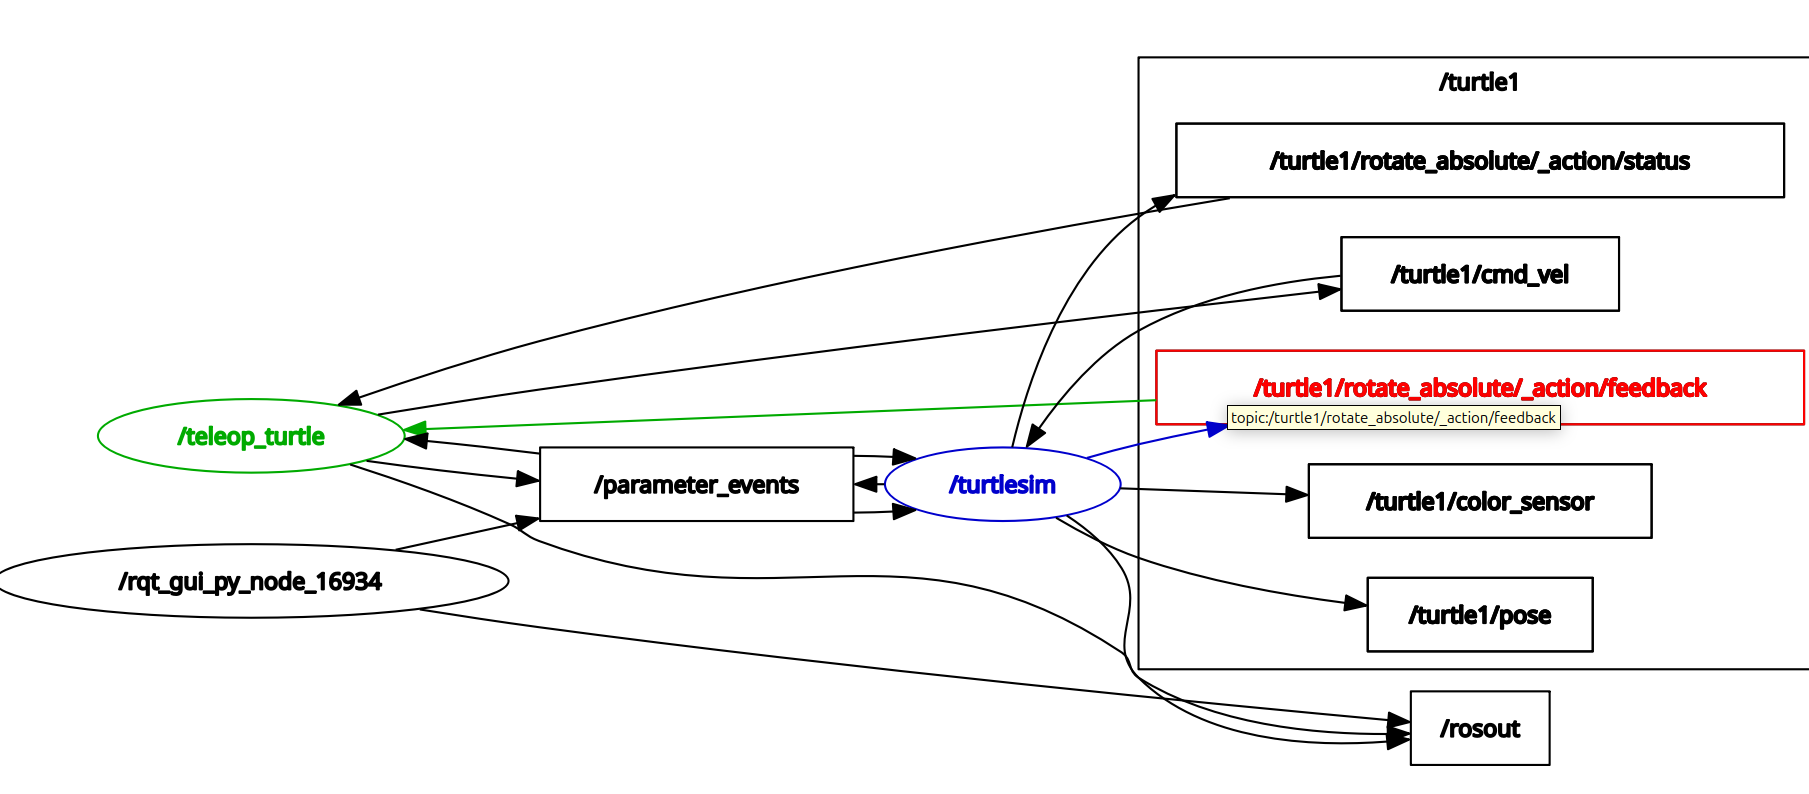 /turtle1
/turtle1/rotate_absolute/_action/status
/turtle1/cmd_vel
/turtle1/rotate_absolute/_action/feedback
topic:/turtle1/rotate_absolute/_action/feedback
/teleop_turtle
/parameter_events
/turtlesim
/turtle1/color_sensor
/rqt_gui_py_node_16934
/turtle1/pose
/rosout